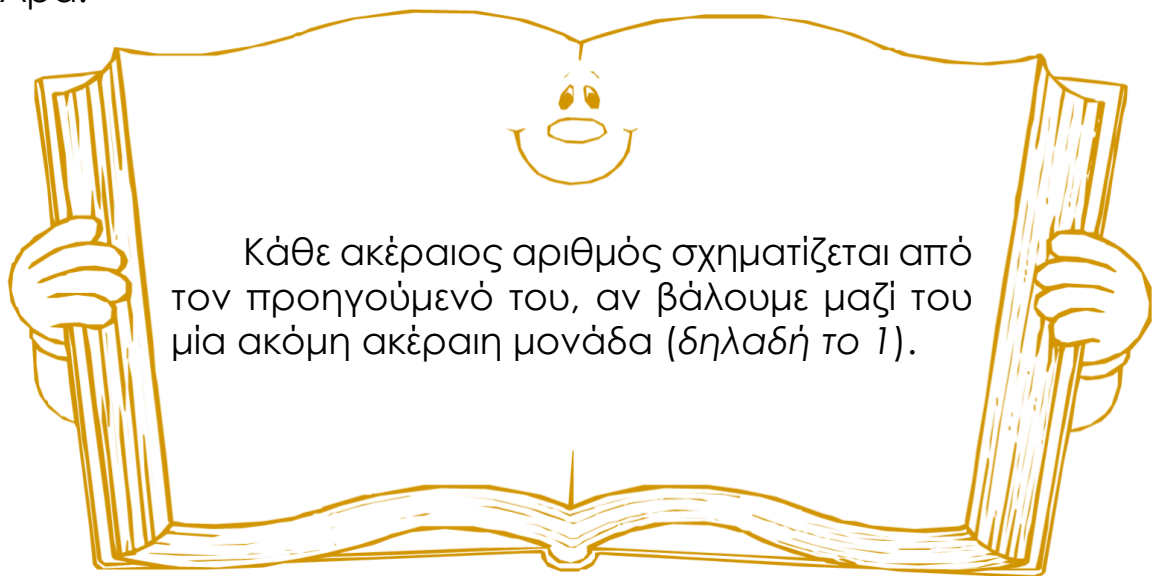 Άρα:
Κάθε ακέραιος αριθμός σχηματίζεται από
τον προηγούμενό του, αν βάλουμε μαζί του
μία ακόμη ακέραιη μονάδα (δηλαδή το 1).